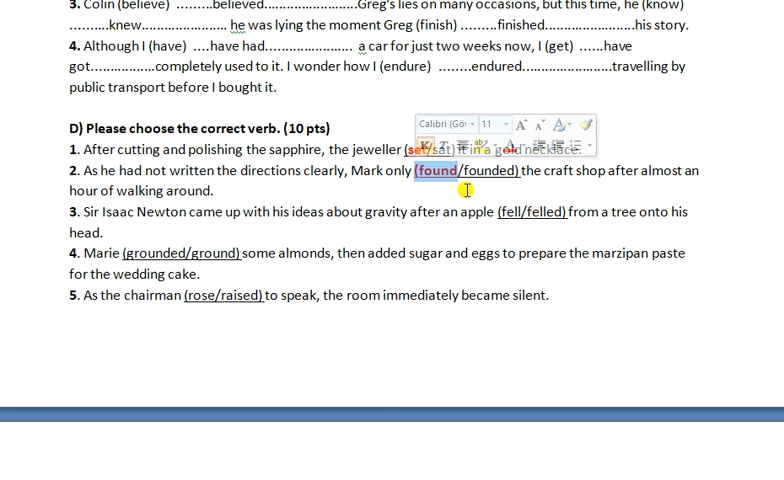 3. Colin (believe) .........believed.......................Greg's lies on many occasions, but this time, he (know)
..........knew..................... he was lying the moment Greg (finish) .........finished......................his story.
4. Although I (have) ....have had...................... a car for just two weeks now, I (get) ......have
got................completely used to it. I wonder how I (endure) ........endured.......................travelling by
public transport before I bought it.
D) Please choose the correct verb. (10 pts)
Calibri (Göv 11
1. After cutting and polishing the sapphire, the jeweller (set/sat) it in a gold necklace.
2. As he had not written the directions clearly, Mark only (found/founded) the craft shop after almost an
hour of walking around.
3. Sir Isaac Newton came up with his ideas about gravity after an apple (fell/felled) from a tree onto his
head.
4. Marie (grounded/ground) some almonds, then added sugar and eggs to prepare the marzipan paste
for the wedding cake.
5. As the chairman (rose/raised) to speak, the room immediately became silent.